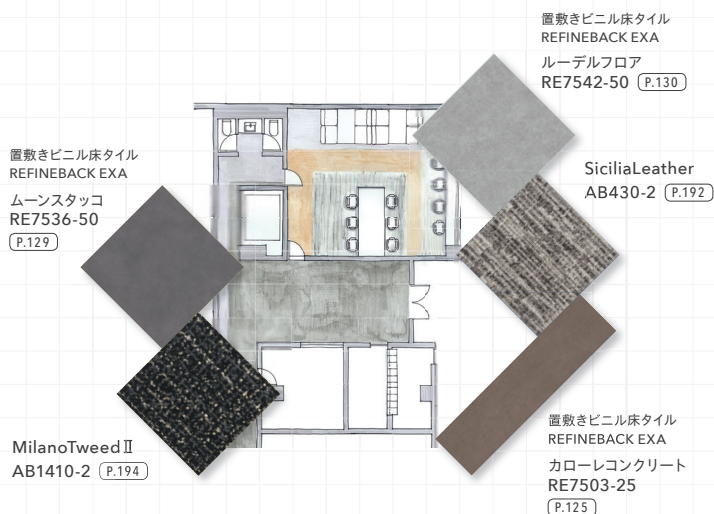 置敷きビニル床タイル
REFINEBACK EXA
ルーデルフロア
RE7542-50 P.130
SiciliaLeather
AB430-2 P.192
置敷きビニル床タイル
REFINEBACK EXA
ムーンスタッコ
RE7536-50
P.129
MilanoTweedⅡ
AB1410-2 P.194
置敷きビニル床タイル
REFINEBACK EXA
カローレコンクリート
RE7503-25
P.125